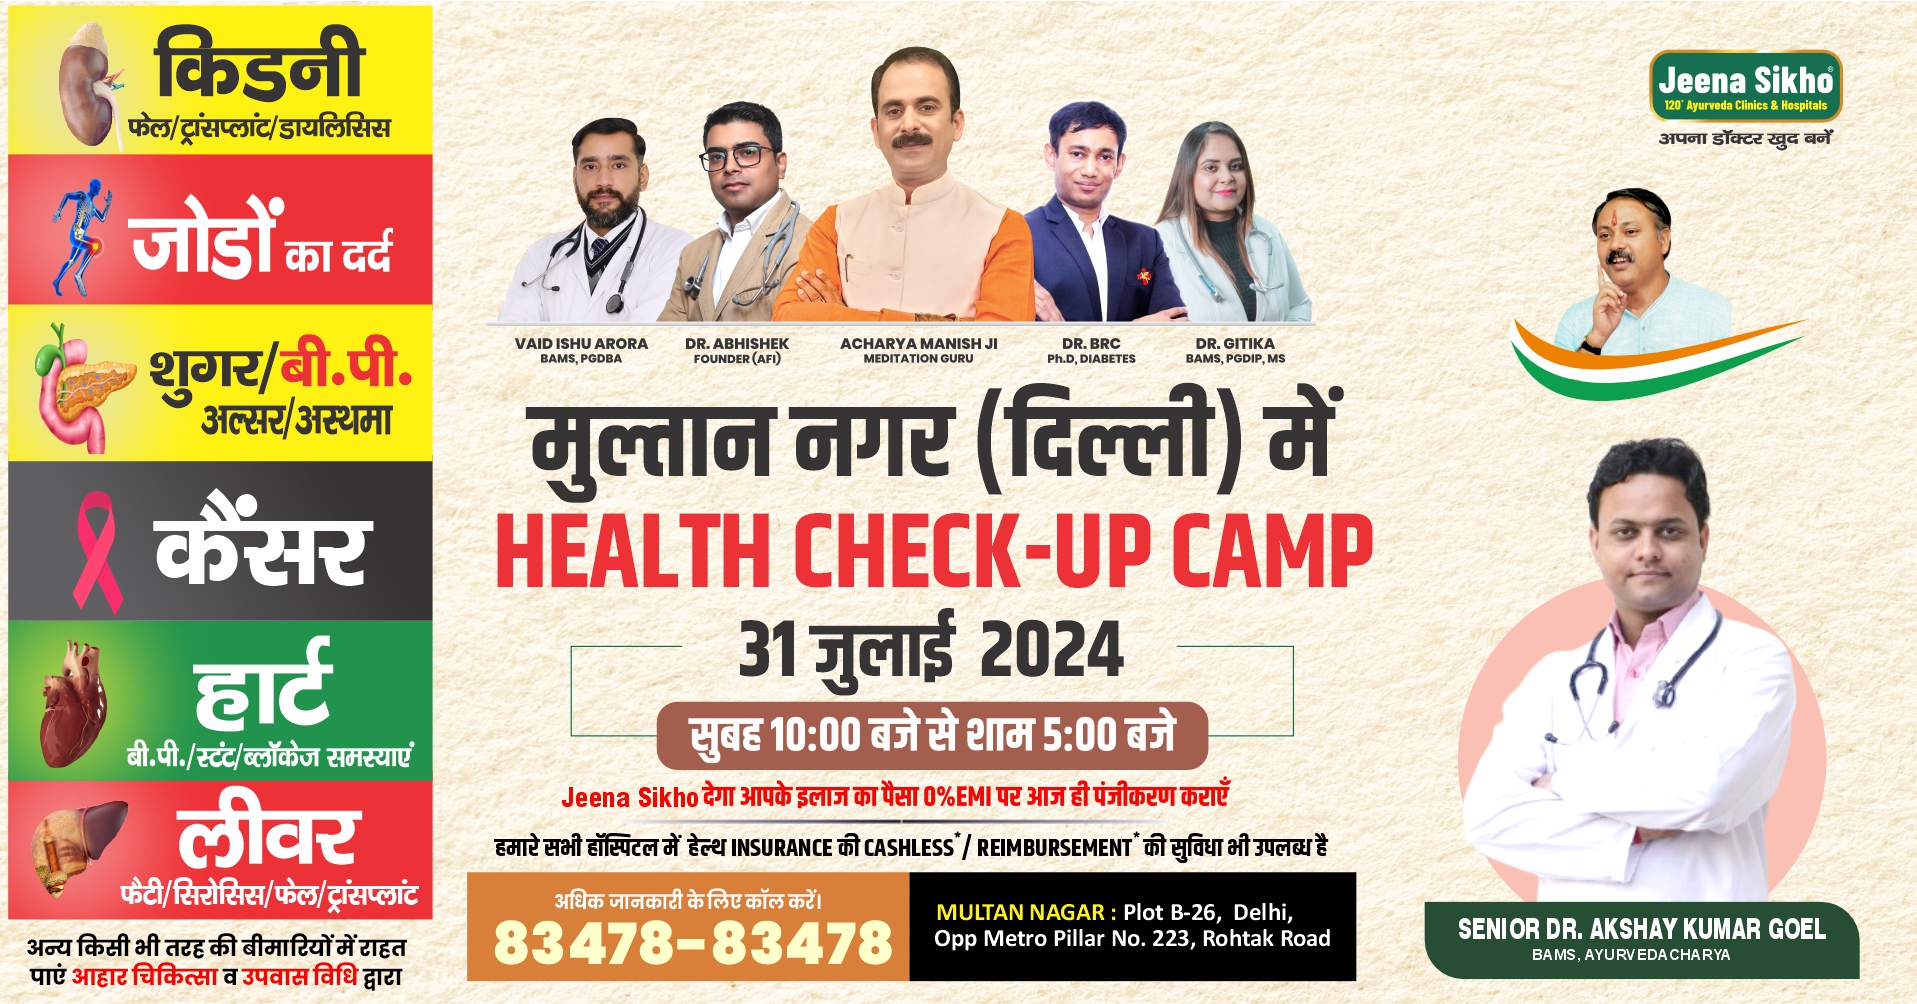 किडनी
फेल/ट्रांसप्लांट/डायलिसिस
जोडों का दर्द
शुगर/बी.पी.
अल्सर/अस्थमा
कैंसर
हार्ट
बी.पी./स्टंट/ब्लॉकेज समस्याएं
लीवर
फैटी/सिरोसिस/फेल/ट्रांसप्लांट
अन्य किसी भी तरह की बीमारियों में राहत
पाएं आहार चिकित्सा व उपवास विधि द्वारा
VAID ISHU ARORA
BAMS, PGDBA
DR. ABHISHEK
FOUNDER (AFI)
ACHARYA MANISH JI
MEDITATION GURU
DR. BRC
Ph.D, DIABETES
DR. GITIKA
BAMS, PGDIP, MS
मुल्तान नगर (दिल्ली) में
HEALTH CHECK-UP CAMP
31 जुलाई 2024
सुबह 10:00 बजे से शाम 5:00 बजे
Jeena Sikho देगा आपके इलाज का पैसा 0%EMI पर आज ही पंजीकरण कराएँ
हमारे सभी हॉस्पिटल में हेल्थ INSURANCE की CASHLESS*/ REIMBURSEMENT* की सुविधा भी उपलब्ध है
अधिक जानकारी के लिए कॉल करें।
83478-83478
MULTAN NAGAR : Plot B-26, Delhi,
Opp Metro Pillar No. 223, Rohtak Road
Jeena Sikho®
120+ Ayurveda Clinics & Hospitals
अपना डॉक्टर खुद बनें
SENIOR DR. AKSHAY KUMAR GOEL
BAMS, AYURVEDACHARYA